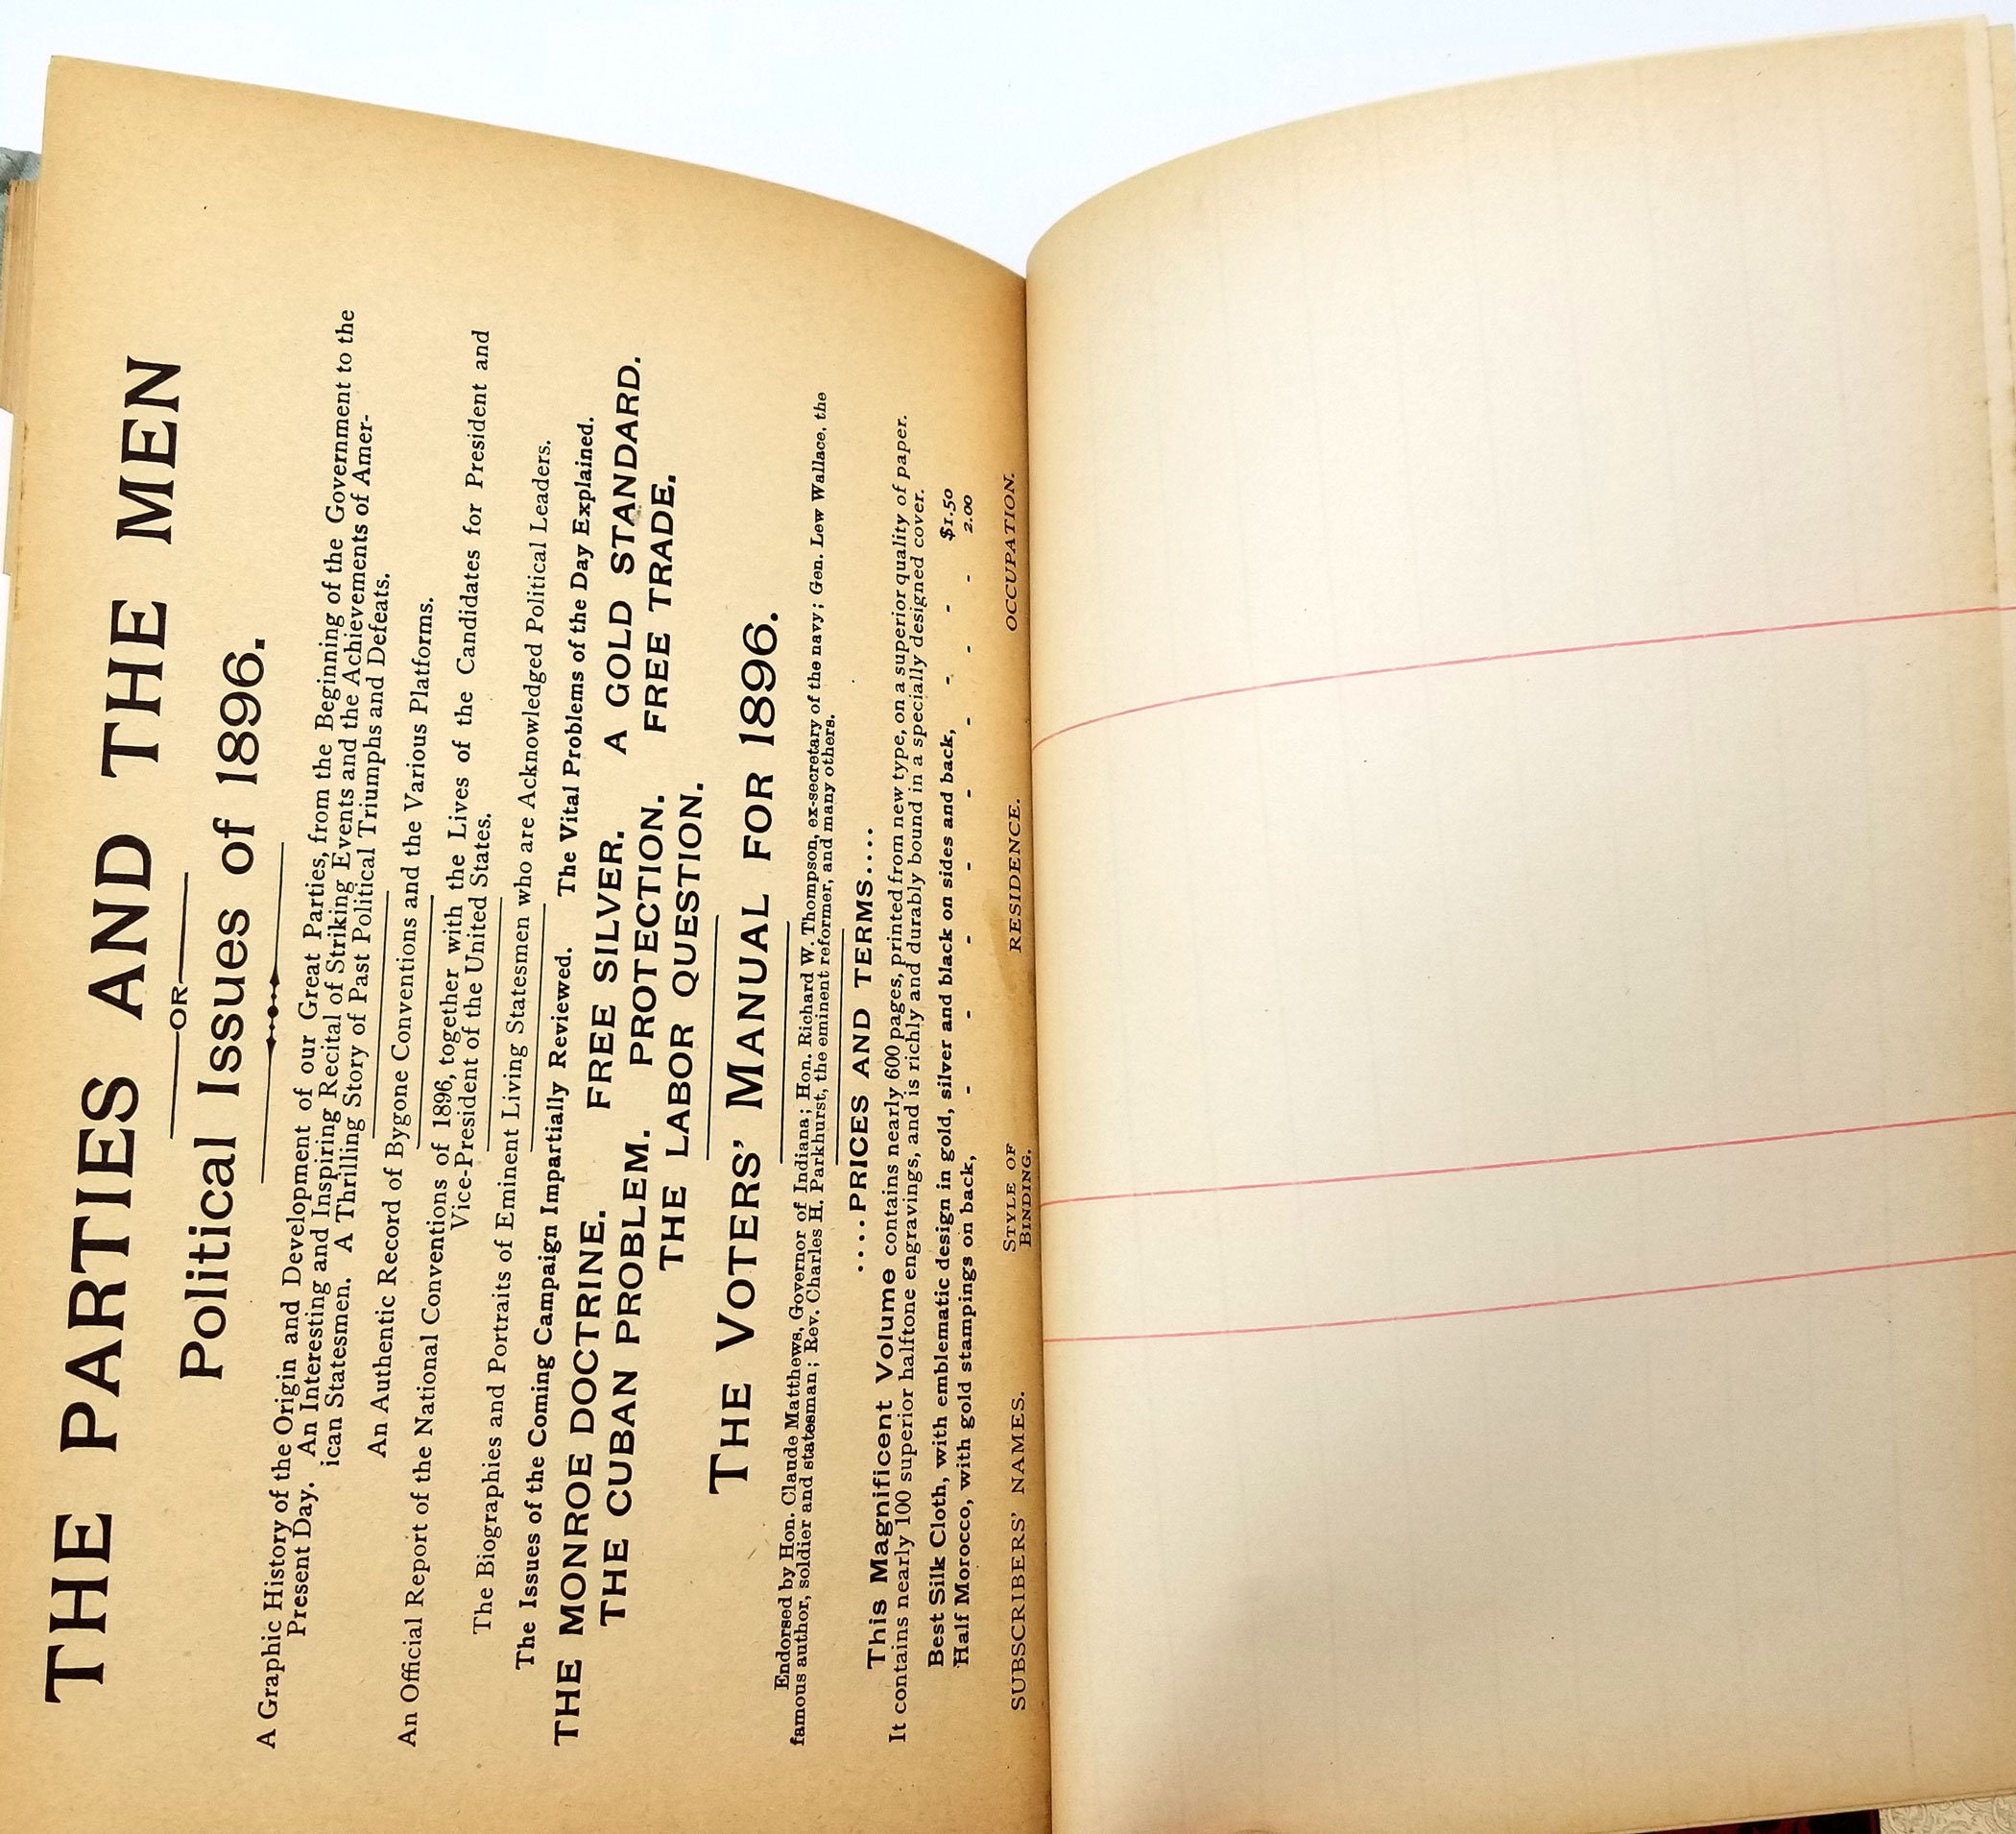 THE PARTIES AND THE MEN
—OR—
Political Issues of 1896.
A Graphic History of the Origin and Development of our Great Parties, from the Beginning of the Government to the
Present Day. An Interesting and Inspiring Recital of Striking Events and the Achievements of Amer-
ican Statesmen. A Thrilling Story of Past Political Triumphs and Defeats.
An Authentic Record of Bygone Conventions and the Various Platforms.
An Official Report of the National Conventions of 1896, together with the Lives of the Candidates for President and
Vice-President of the United States.
The Biographies and Portraits of Eminent Living Statesmen who are Acknowledged Political Leaders.
The Issues of the Coming Campaign Impartially Reviewed. The Vital Problems of the Day Explained.
THE MONROE DOCTRINE. FREE SILVER. A GOLD STANDARD.
THE CUBAN PROBLEM. PROTECTION. FREE TRADE.
THE LABOR QUESTION.
THE VOTERS' MANUAL FOR 1896.
Endorsed by Hon. Claude Matthews, Governor of Indiana; Hon. Richard W. Thompson, ex-secretary of the navy; Gen. Lew Wallace, the
famous author, soldier and statesman; Rev. Charles H. Parkhurst, the eminent reformer, and many others.
....PRICES AND TERMS....
This Magnificent Volume contains nearly 600 pages, printed from new type, on a superior quality of paper.
It contains nearly 100 superior halftone engravings, and is richly and durably bound in a specially designed cover.
Best Silk Cloth, with emblematic design in gold, silver and black on sides and back, - - - $1.50
Half Morocco, with gold stampings on back, - - - - - - - - 2.00
SUBSCRIBERS' NAMES. STYLE OF BINDING. RESIDENCE. OCCUPATION.